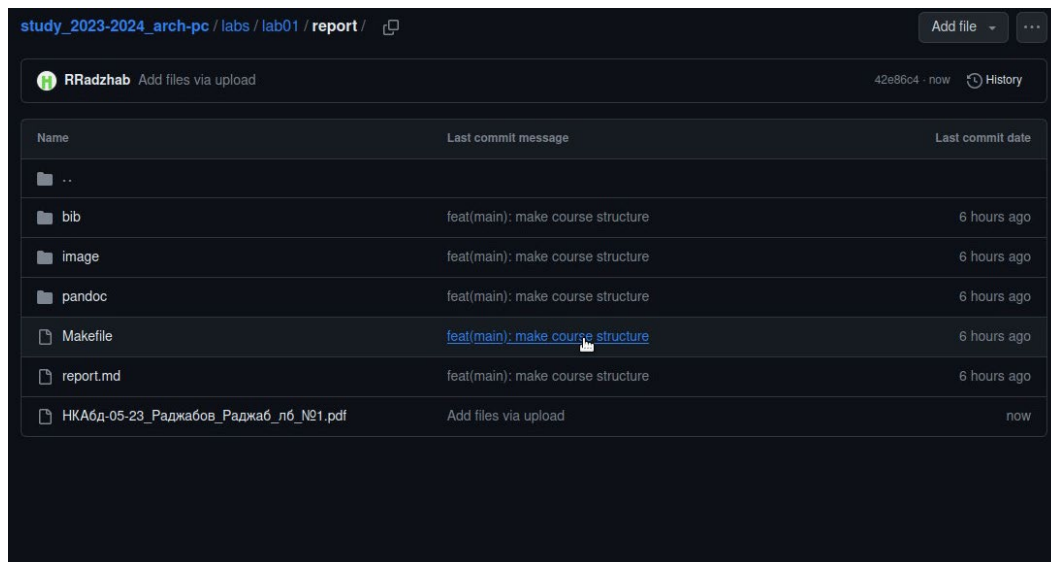 study_2023-2024_arch-pc / labs / lab01 / report / Add file ...
RRadzhab Add files via upload 42e86c4 · now History
Name Last commit message Last commit date
..
bib feat(main): make course structure 6 hours ago
image feat(main): make course structure 6 hours ago
pandoc feat(main): make course structure 6 hours ago
Makefile feat(main): make course structure 6 hours ago
report.md feat(main): make course structure 6 hours ago
НКАбд-05-23_Раджабов_Раджаб_лб_№1.pdf Add files via upload now